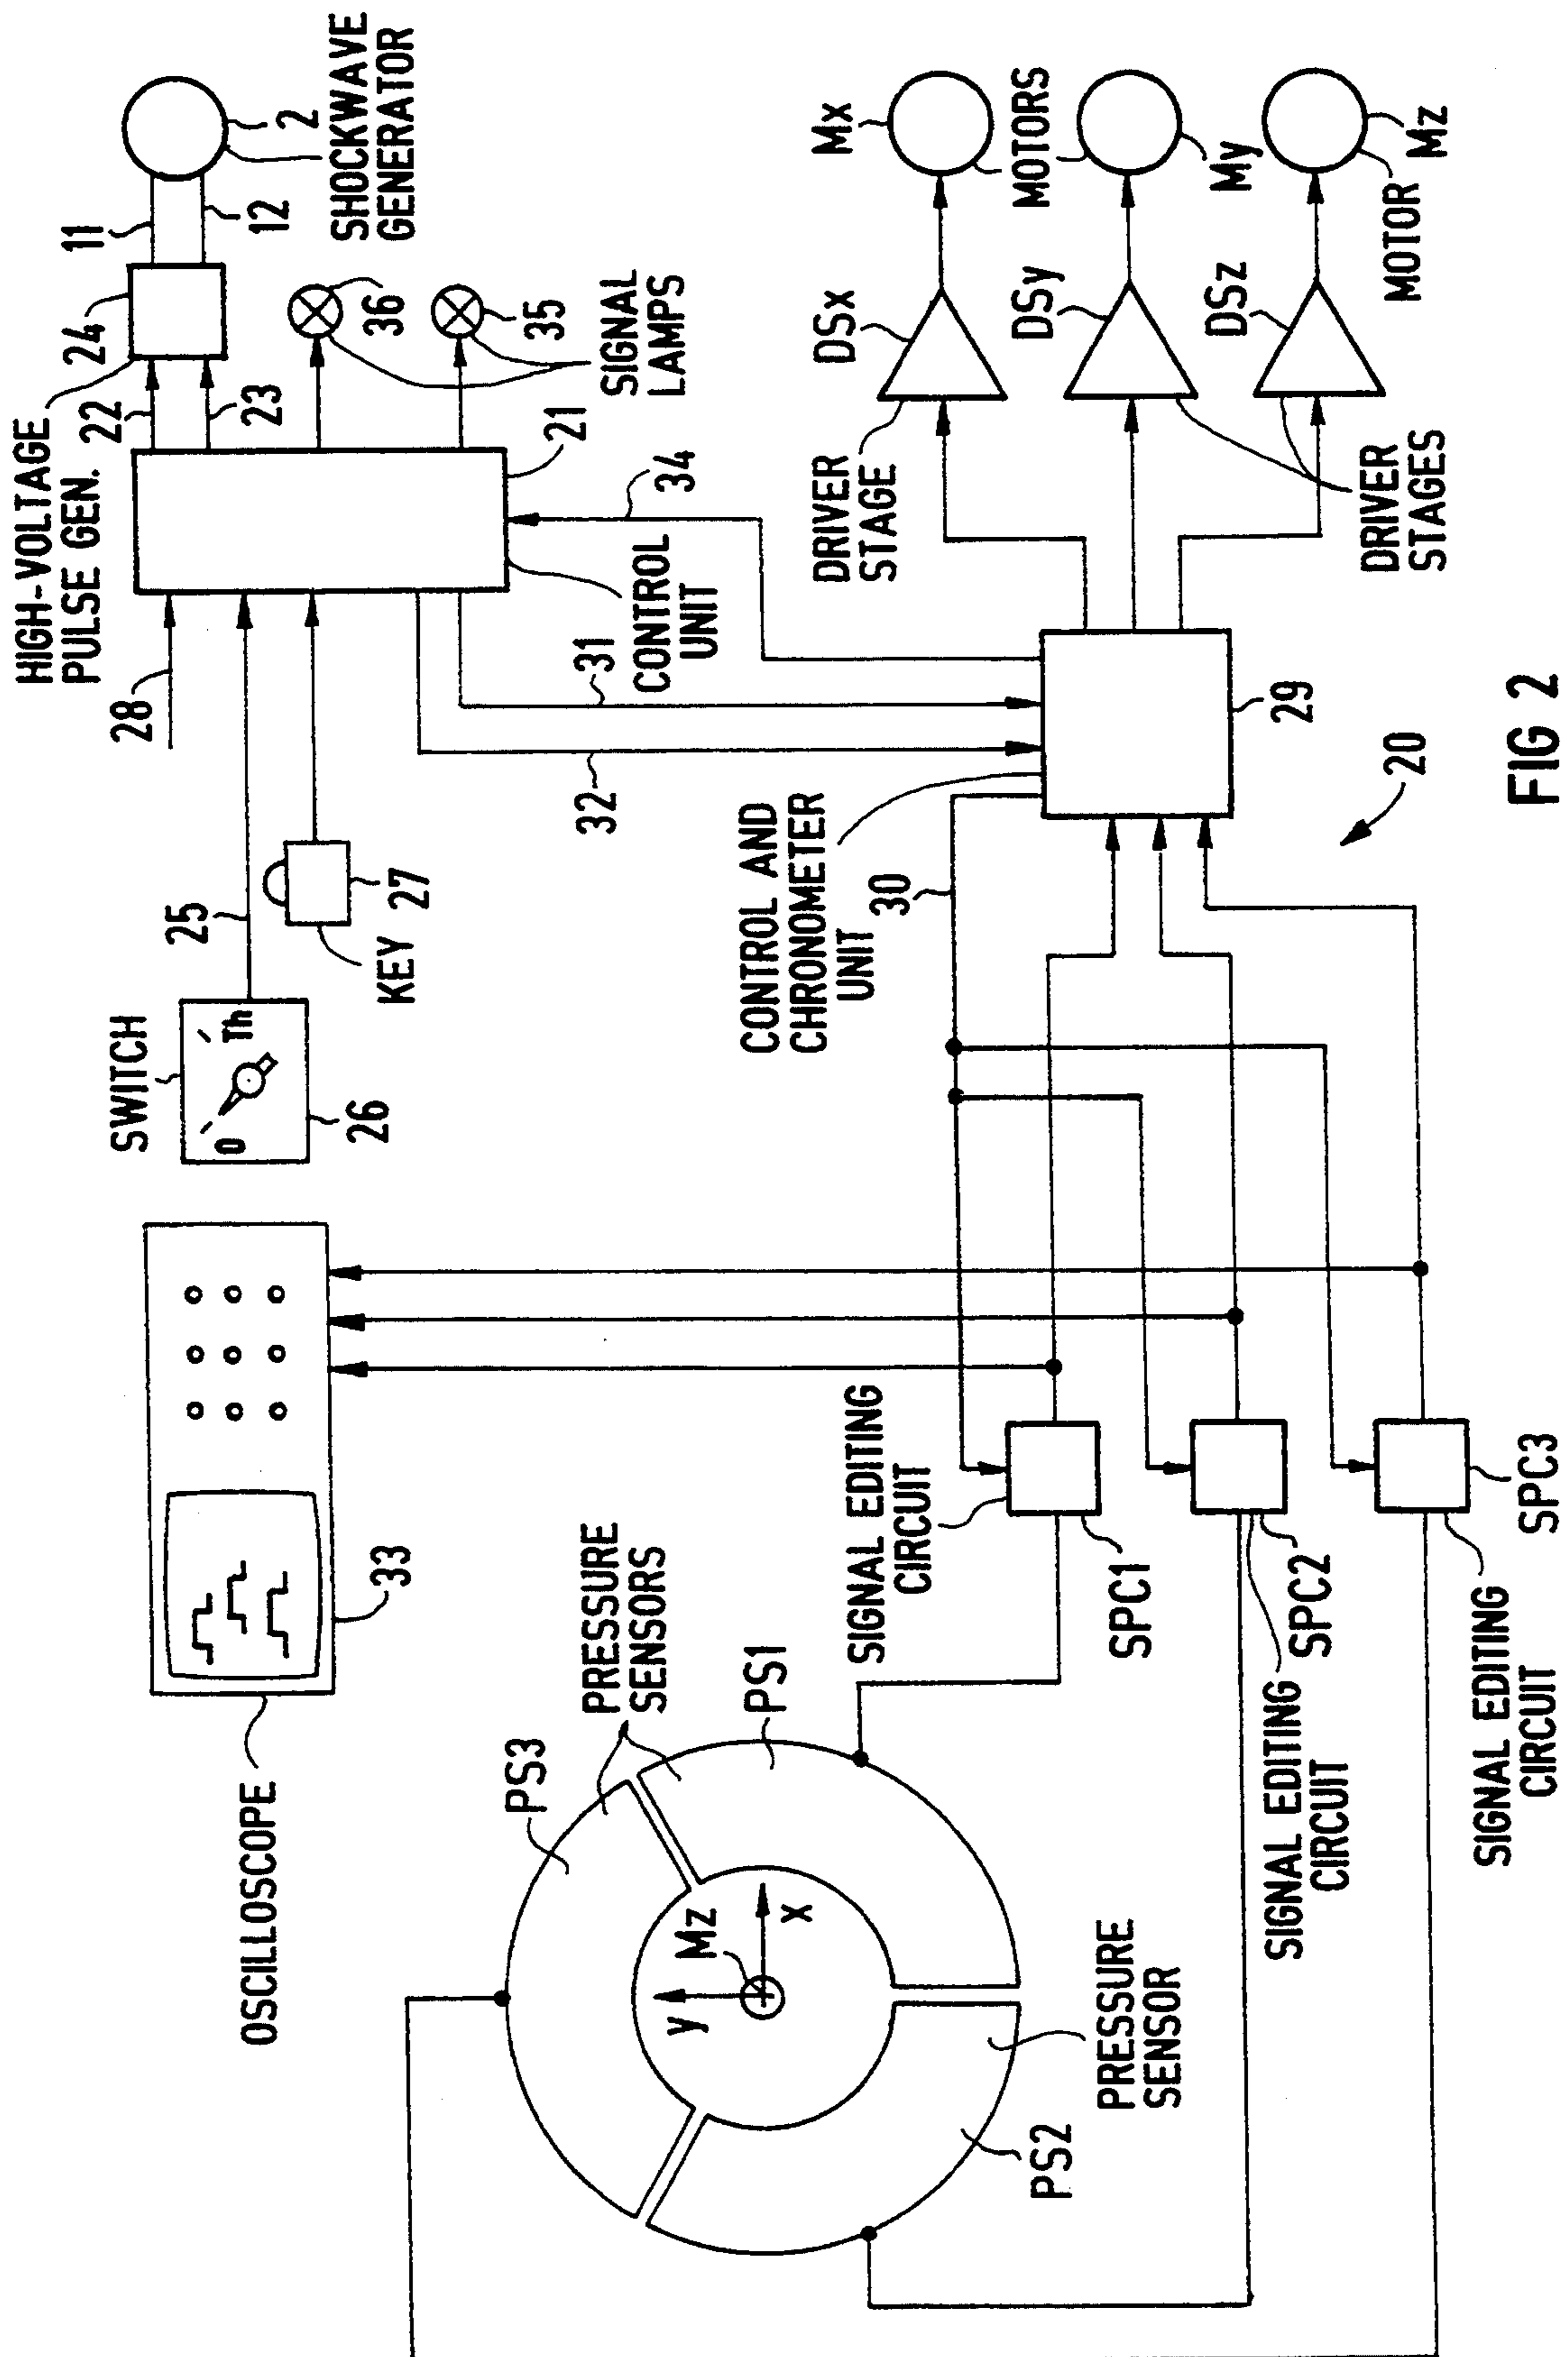 HIGH-VOLTAGE
PULSE GEN.
24
11
12
2
SHOCKWAVE
GENERATOR
22
23
36
35
SIGNAL
LAMPS
28
25
SWITCH
O
Th
26
KEY
27
21
34
CONTROL
UNIT
31
32
OSCILLOSCOPE
33
PS3
PRESSURE
SENSORS
PS1
y
Mz
x
PRESSURE
SENSOR
PS2
SIGNAL EDITING
CIRCUIT
SPC1
SIGNAL EDITING
CIRCUIT
SPC2
SIGNAL EDITING
CIRCUIT
SPC3
CONTROL AND
CHRONOMETER
UNIT
30
29
20
DRIVER
STAGE
DSx
DSy
DSz
DRIVER
STAGES
Mx
MOTORS
My
MOTOR
Mz
FIG 2